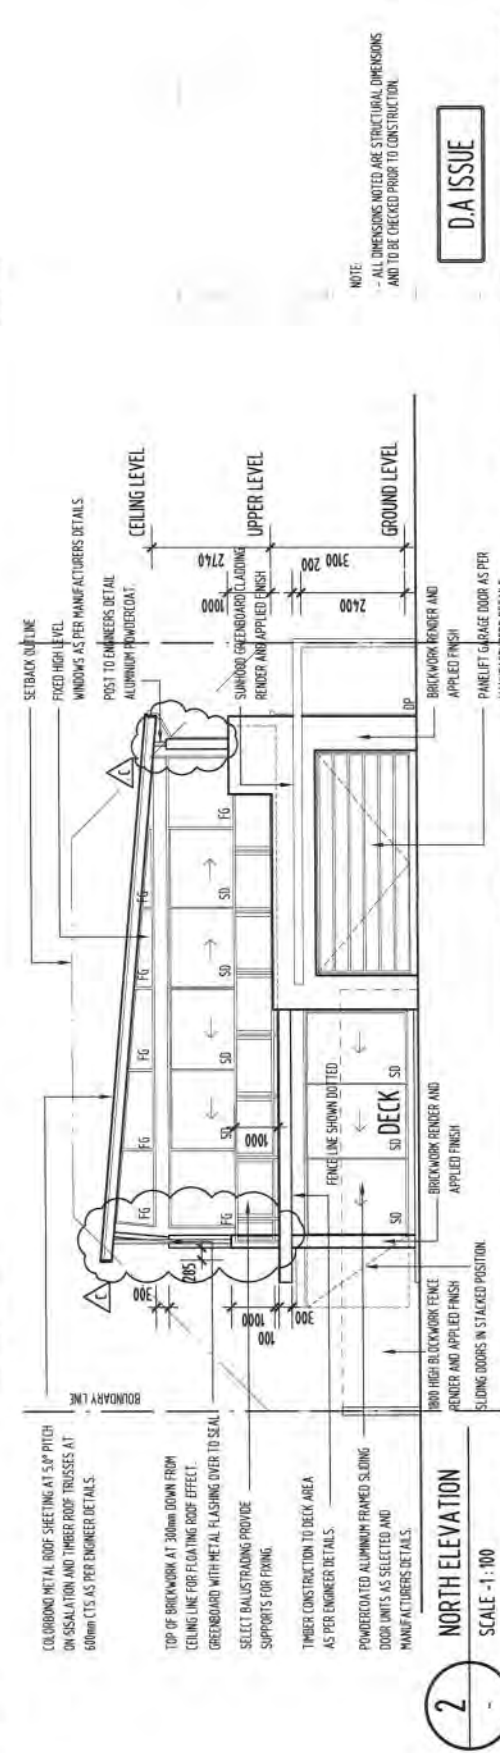 COLORBOND METAL ROOF SHEETING AT 5.0° PITCH
ON SISALATION AND TIMBER ROOF TRUSSES AT
600mm CTS AS PER ENGINEER DETAILS.
TOP OF BRICKWORK AT 300mm DOWN FROM
CEILING LINE FOR FLOATING ROOF EFFECT.
GREENBOARD WITH METAL FLASHING OVER TO SEAL
SELECT BALUSTRADING PROVIDE
SUPPORTS FOR FIXING.
TIMBER CONSTRUCTION TO DECK AREA
AS PER ENGINEER DETAILS.
POWDERCOATED ALUMINIUM FRAMED SLIDING
DOOR UNITS AS SELECTED AND
MANUFACTURERS DETAILS.
BOUNDARY LINE
C
300
285
1000
100
300
1000
FG
FG
FG
FG
FG
FG
FG
SD
SD
SD
SD
FENCE LINE SHOWN DOTTED
DECK
SD
SD
SD
C
SETBACK OUTLINE
FIXED HIGH LEVEL
WINDOWS AS PER MANUFACTURERS DETAILS
POST TO ENGINEERS DETAIL
ALUMINIUM POWDERCOAT.
CEILING LEVEL
2740
1000
UPPER LEVEL
GREENBOARD CLADDING
RENDER AND APPLIED FINISH
200
3100
2400
GROUND LEVEL
DP
1800 HIGH BLOCKWORK FENCE
RENDER AND APPLIED FINISH
SLIDING DOORS IN STACKED POSITION.
BRICKWORK RENDER AND
APPLIED FINISH
BRICKWORK RENDER AND
APPLIED FINISH
PANELIFT GARAGE DOOR AS PER
2
-
NORTH ELEVATION
SCALE -1:100
NOTE:
- ALL DIMENSIONS NOTED ARE STRUCTURAL DIMENSIONS
AND TO BE CHECKED PRIOR TO CONSTRUCTION.
D.A ISSUE